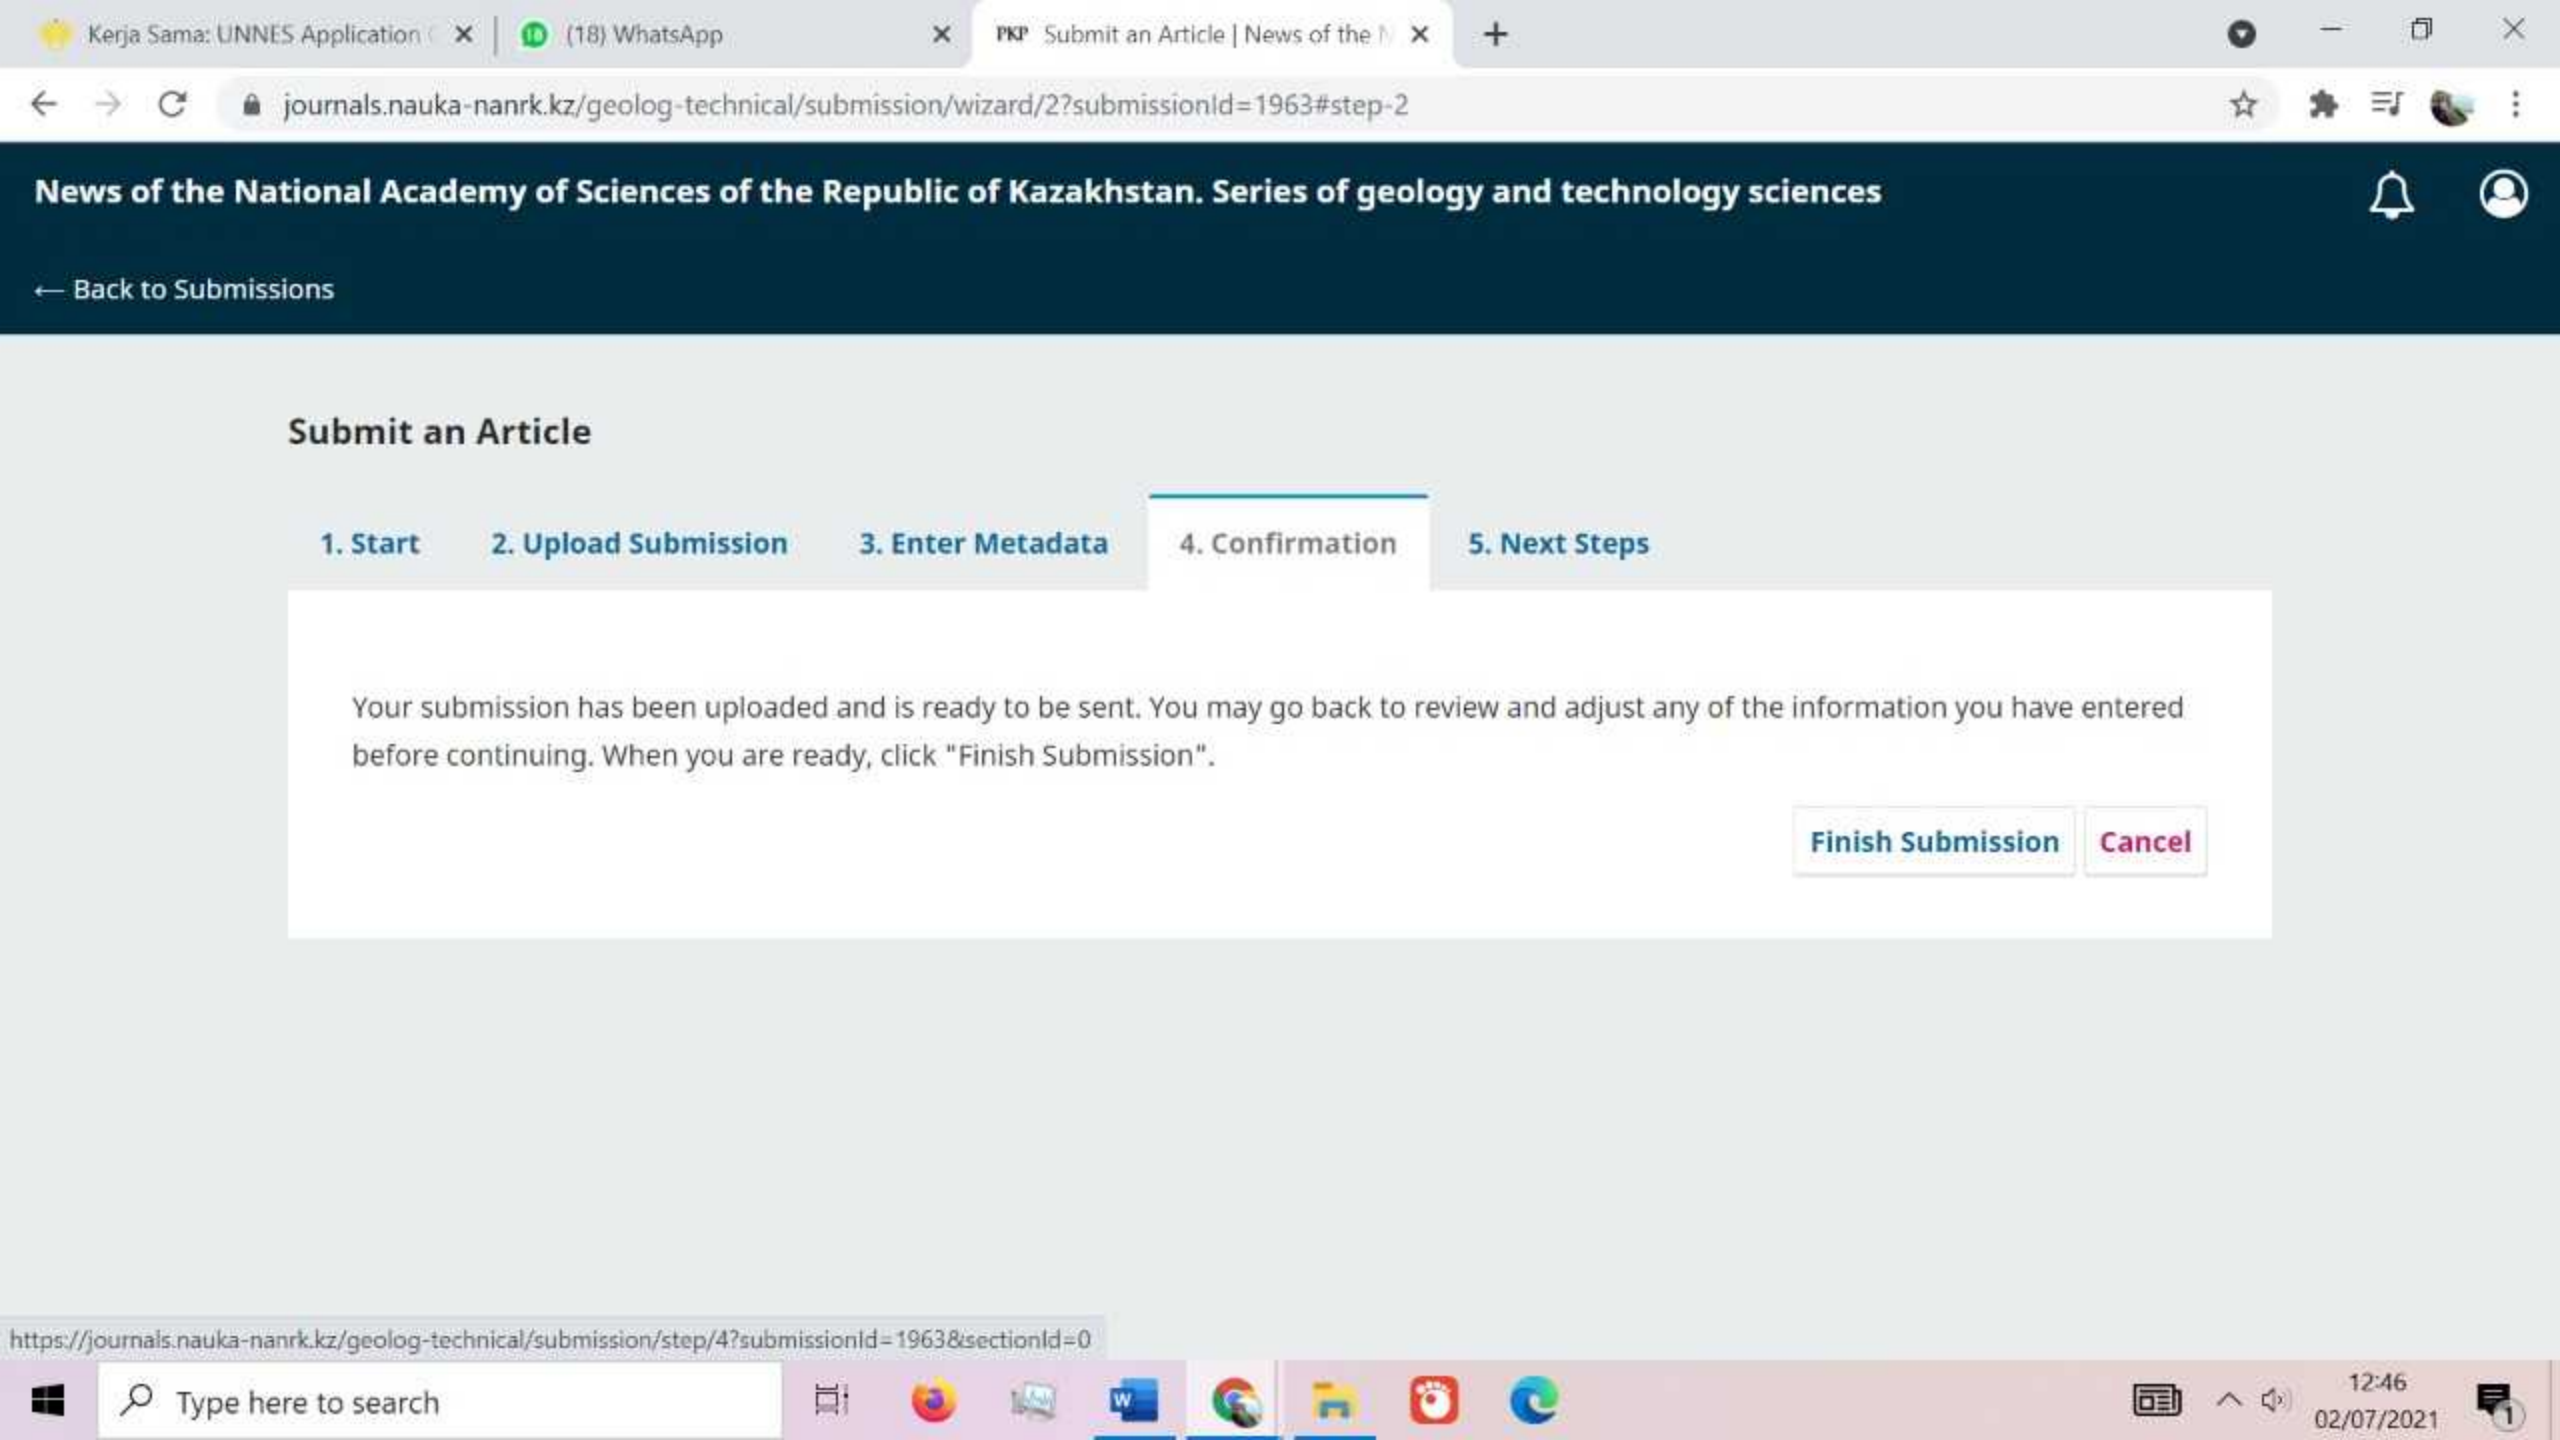 Kerja Sama: UNNES Application
(18) WhatsApp
PKP Submit an Article | News of the N
journals.nauka-nanrk.kz/geolog-technical/submission/wizard/2?submissionId=1963#step-2
News of the National Academy of Sciences of the Republic of Kazakhstan. Series of geology and technology sciences
← Back to Submissions
Submit an Article
1. Start 2. Upload Submission 3. Enter Metadata 4. Confirmation 5. Next Steps
Your submission has been uploaded and is ready to be sent. You may go back to review and adjust any of the information you have entered
before continuing. When you are ready, click "Finish Submission".
Finish Submission Cancel
https://journals.nauka-nanrk.kz/geolog-technical/submission/step/4?submissionId=1963&sectionId=0
Type here to search
12:46
02/07/2021
1